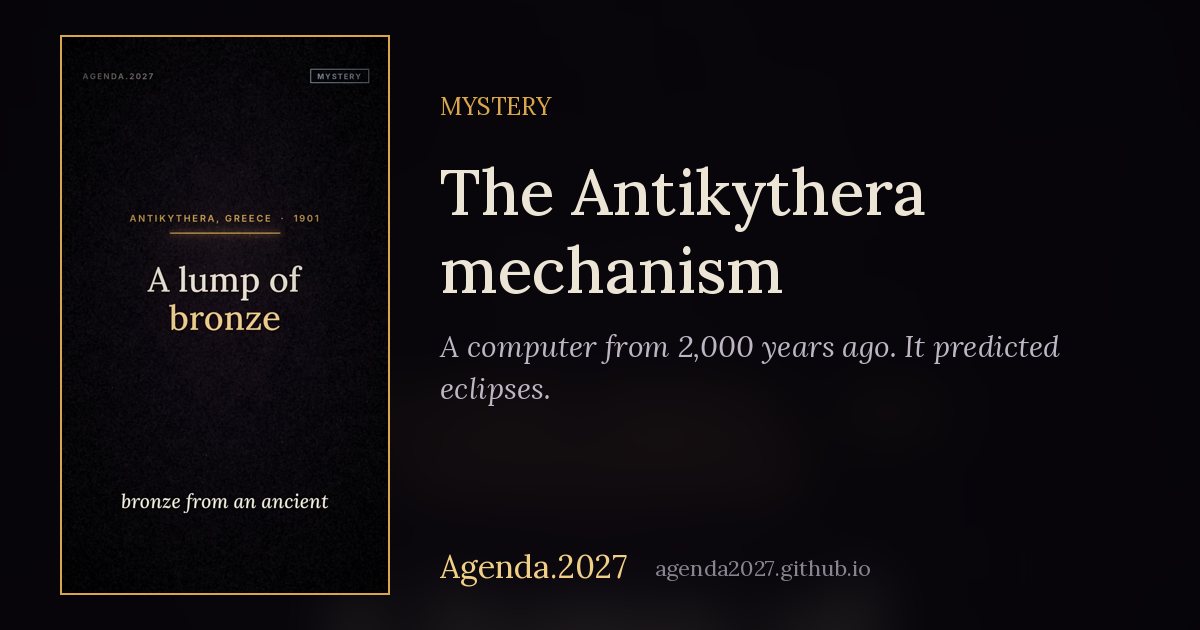 AGENDA.2027
MYSTERY
ANTIKYTHERA, GREECE · 1901
A lump of
bronze
bronze from an ancient
MYSTERY
The Antikythera
mechanism
A computer from 2,000 years ago. It predicted
eclipses.
Agenda.2027
agenda2027.github.io